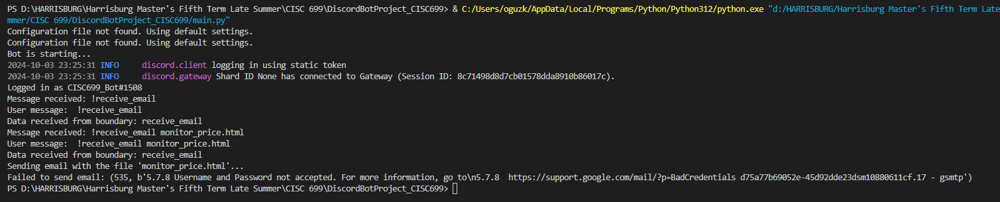 PS D:\HARRISBURG\Harrisburg Master's Fifth Term Late Summer\CISC 699\DiscordBotProject_CISC699> & C:/Users/oguzk/AppData/Local/Programs/Python/Python312/python.exe "d:/HARRISBURG/Harrisburg Master's Fifth Term Late
mmer/CISC 699/DiscordBotProject_CISC699/main.py"
Configuration file not found. Using default settings.
Configuration file not found. Using default settings.
Bot is starting...
2024-10-03 23:25:31 INFO     discord.client logging in using static token
2024-10-03 23:25:31 INFO     discord.gateway Shard ID None has connected to Gateway (Session ID: 8c71498d8d7cb01578dda8910b86017c).
Logged in as CISC699_Bot#1508
Message received: !receive_email
User message:  !receive_email
Data received from boundary: receive_email
Message received: !receive_email monitor_price.html
User message:  !receive_email monitor_price.html
Data received from boundary: receive_email
Sending email with the file 'monitor_price.html'...
Failed to send email: (535, b'5.7.8 Username and Password not accepted. For more information, go to\n5.7.8  https://support.google.com/mail/?p=BadCredentials d75a77b69052e-45d92dde23dsm10880611cf.17 - gsmtp')
PS D:\HARRISBURG\Harrisburg Master's Fifth Term Late Summer\CISC 699\DiscordBotProject_CISC699>